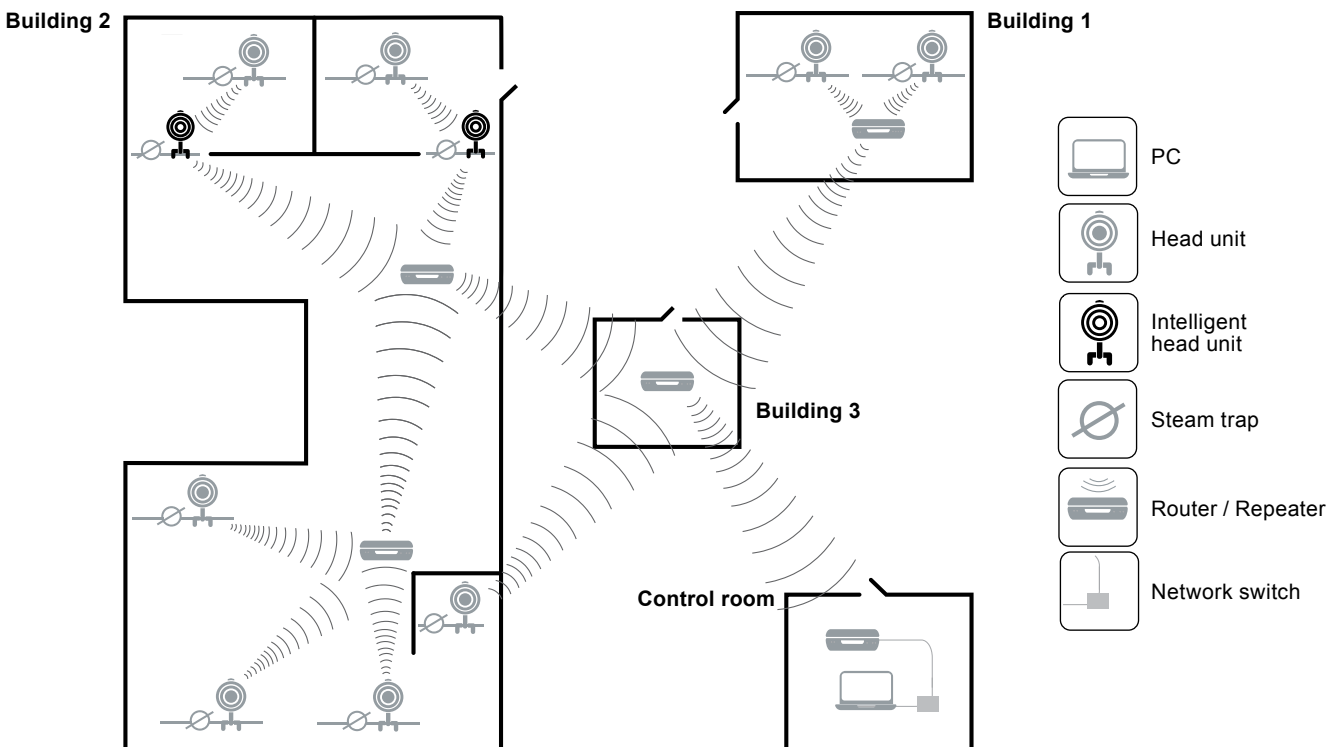 Building 2
Building 1
PC
Head unit
Intelligent
head unit
Building 3
Steam trap
Router / Repeater
Control room
Network switch